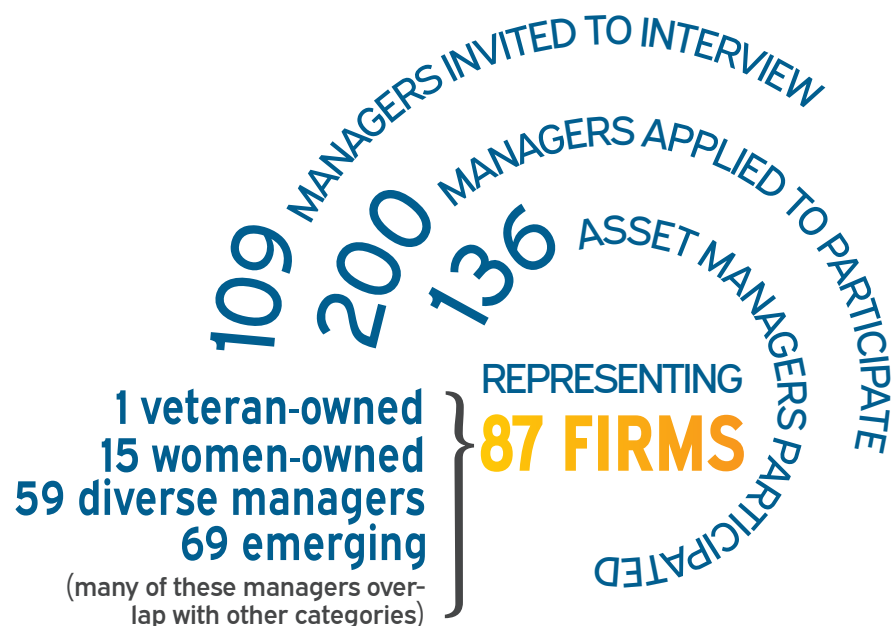 109 MANAGERS INVITED TO INTERVIEW
200 MANAGERS APPLIED TO PARTICIPATE
136 ASSET MANAGERS PARTICIPATED
REPRESENTING
87 FIRMS
1 veteran-owned
15 women-owned
59 diverse managers
69 emerging
(many of these managers over-
lap with other categories)